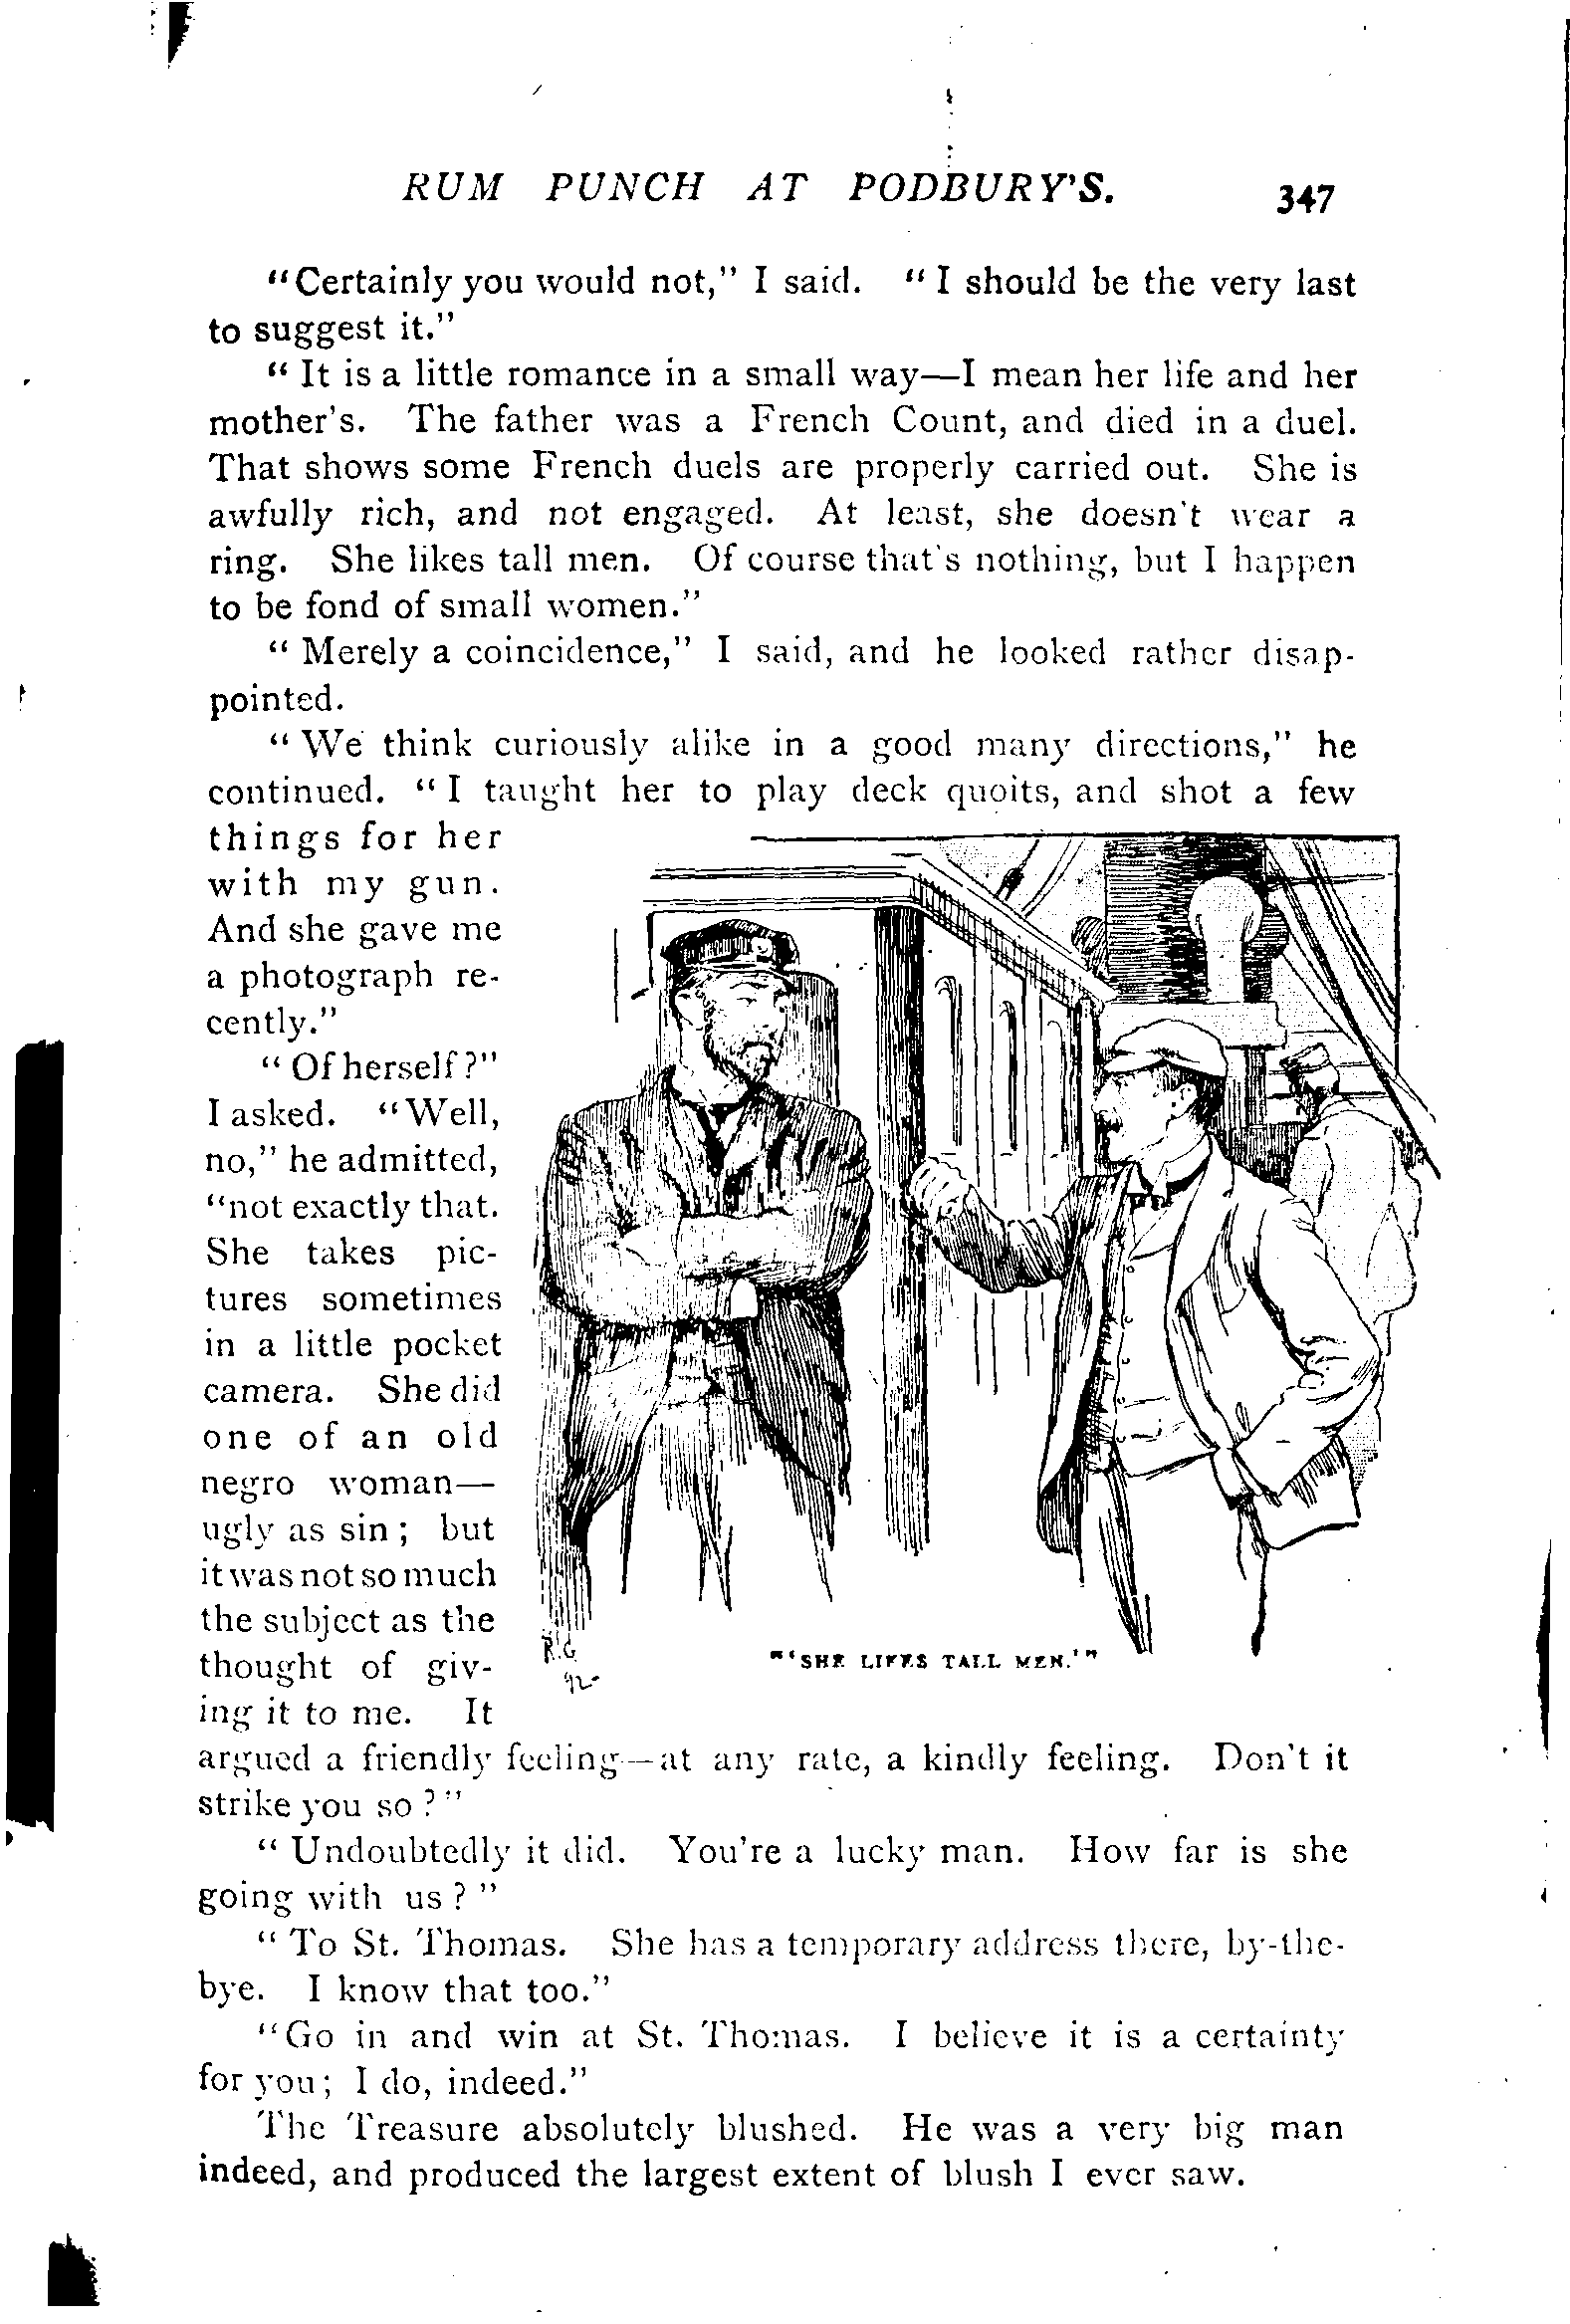 RUM PUNCH AT PODBURY'S. 347
"Certainly you would not," I said. "I should be the very last
to suggest it."
"It is a little romance in a small way—I mean her life and her
mother's. The father was a French Count, and died in a duel.
That shows some French duels are properly carried out. She is
awfully rich, and not engaged. At least, she doesn't wear a
ring. She likes tall men. Of course that's nothing, but I happen
to be fond of small women."
"Merely a coincidence," I said, and he looked rather disap-
pointed.
"We think curiously alike in a good many directions," he
continued. "I taught her to play deck quoits, and shot a few
things for her
with my gun.
And she gave me
a photograph re-
cently."
"Of herself?"
I asked. "Well,
no," he admitted,
"not exactly that.
She takes pic-
tures sometimes
in a little pocket
camera. She did
one of an old
negro woman—
ugly as sin; but
it was not so much
the subject as the
thought of giv-
ing it to me. It
R.G
92-
"'SHE LIKES TALL MEN.'"
argued a friendly feeling—at any rate, a kindly feeling. Don't it
strike you so?"
"Undoubtedly it did. You're a lucky man. How far is she
going with us?"
"To St. Thomas. She has a temporary address there, by-the-
bye. I know that too."
"Go in and win at St. Thomas. I believe it is a certainty
for you; I do, indeed."
The Treasure absolutely blushed. He was a very big man
indeed, and produced the largest extent of blush I ever saw.